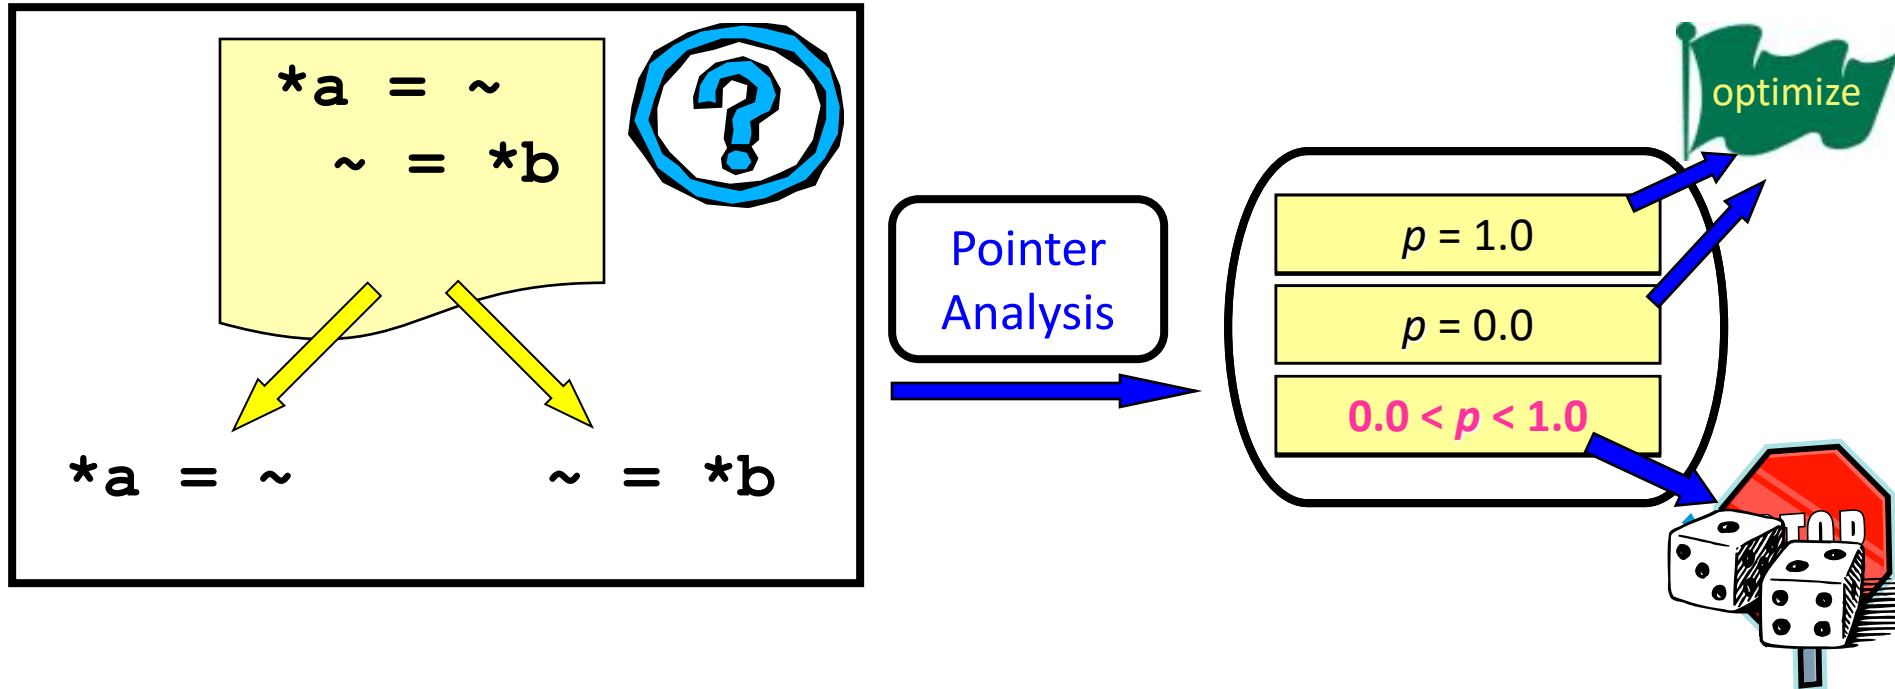 *a = ~
~ = *b
*a = ~
~ = *b
Pointer
Analysis
optimize
p = 1.0
p = 0.0
0.0 < p < 1.0